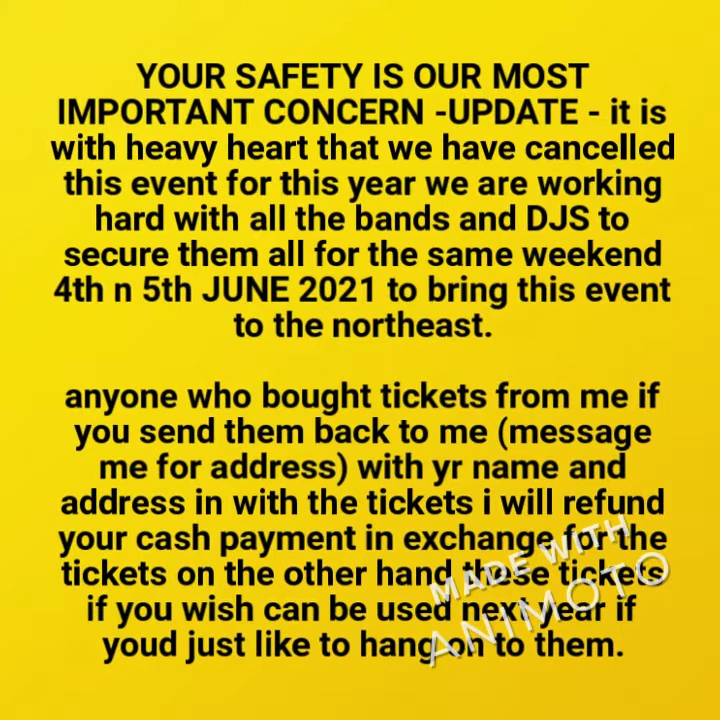 YOUR SAFETY IS OUR MOST
IMPORTANT CONCERN -UPDATE - it is
with heavy heart that we have cancelled
this event for this year we are working
hard with all the bands and DJS to
secure them all for the same weekend
4th n 5th JUNE 2021 to bring this event
to the northeast.
anyone who bought tickets from me if
you send them back to me (message
me for address) with yr name and
address in with the tickets i will refund
your cash payment in exchange for the
tickets on the other hand these tickets
if you wish can be used next year if
youd just like to hang on to them.
MADE WITH
ANIMOTO